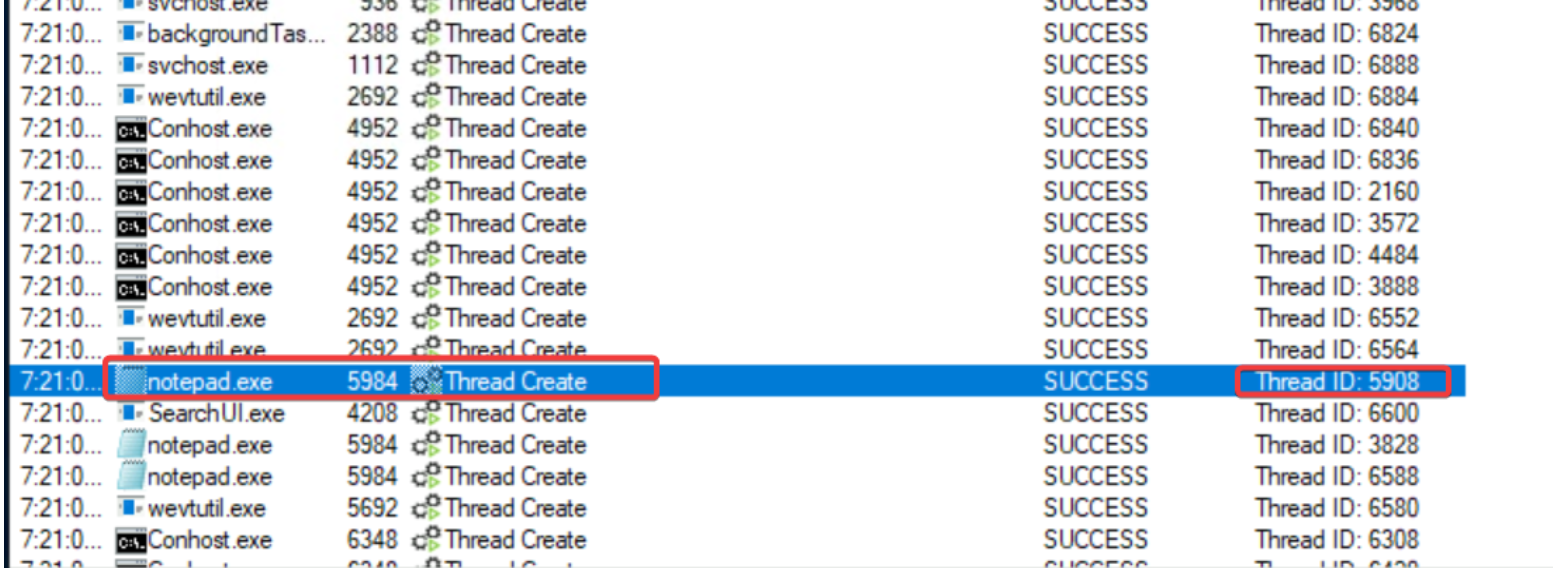 7:21:0... svchost.exe 936 Thread Create SUCCESS Thread ID: 3968
7:21:0... backgroundTas... 2388 Thread Create SUCCESS Thread ID: 6824
7:21:0... svchost.exe 1112 Thread Create SUCCESS Thread ID: 6888
7:21:0... wevtutil.exe 2692 Thread Create SUCCESS Thread ID: 6884
7:21:0... Conhost.exe 4952 Thread Create SUCCESS Thread ID: 6840
7:21:0... Conhost.exe 4952 Thread Create SUCCESS Thread ID: 6836
7:21:0... Conhost.exe 4952 Thread Create SUCCESS Thread ID: 2160
7:21:0... Conhost.exe 4952 Thread Create SUCCESS Thread ID: 3572
7:21:0... Conhost.exe 4952 Thread Create SUCCESS Thread ID: 4484
7:21:0... Conhost.exe 4952 Thread Create SUCCESS Thread ID: 3888
7:21:0... wevtutil.exe 2692 Thread Create SUCCESS Thread ID: 6552
7:21:0... wevtutil.exe 2692 Thread Create SUCCESS Thread ID: 6564
7:21:0... notepad.exe 5984 Thread Create SUCCESS Thread ID: 5908
7:21:0... SearchUI.exe 4208 Thread Create SUCCESS Thread ID: 6600
7:21:0... notepad.exe 5984 Thread Create SUCCESS Thread ID: 3828
7:21:0... notepad.exe 5984 Thread Create SUCCESS Thread ID: 6588
7:21:0... wevtutil.exe 5692 Thread Create SUCCESS Thread ID: 6580
7:21:0... Conhost.exe 6348 Thread Create SUCCESS Thread ID: 6308